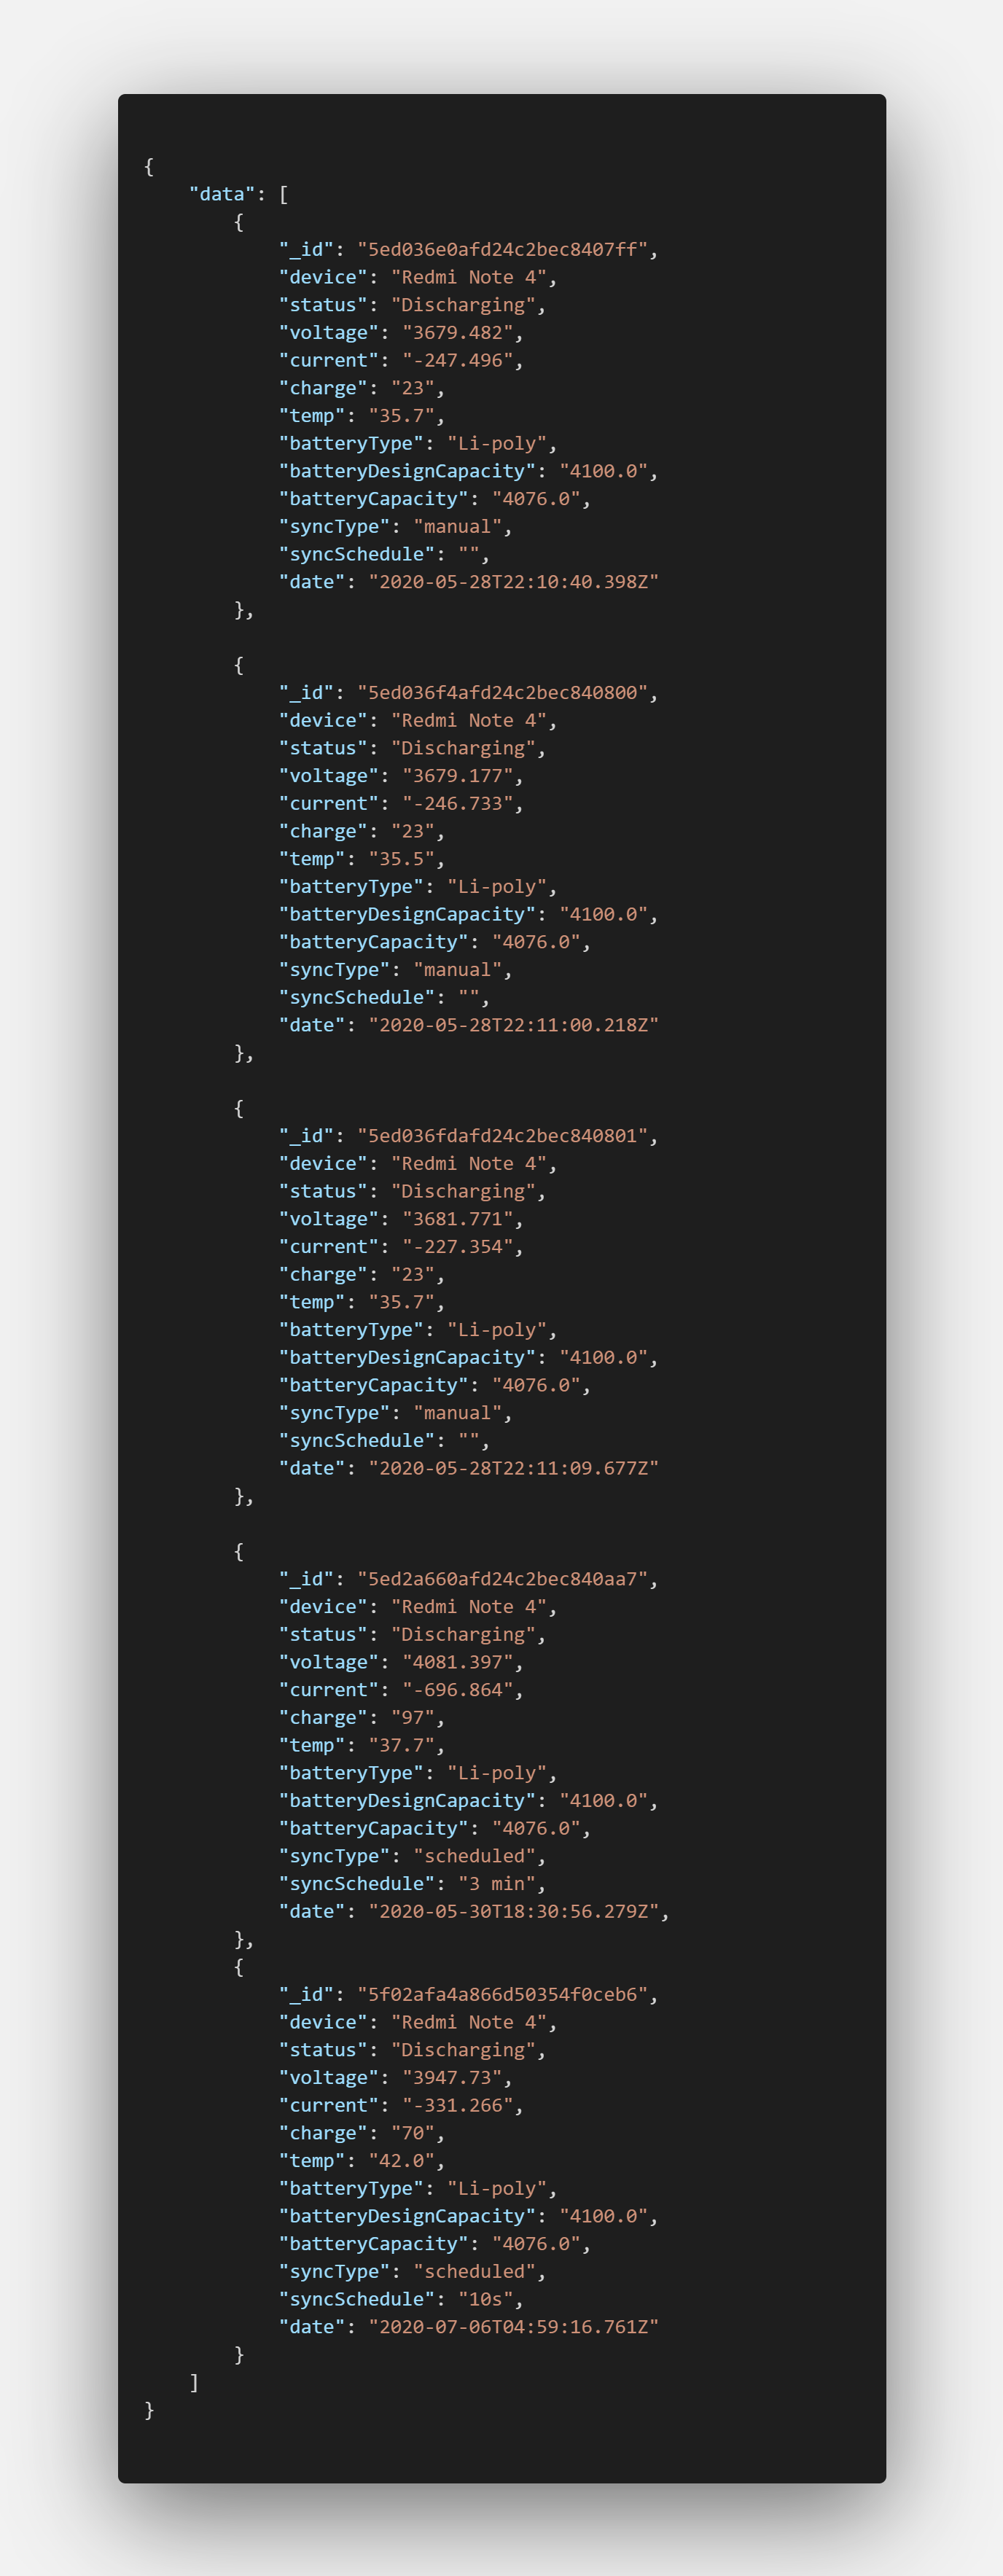 {
    "data": [
        {
            "_id": "5ed036e0afd24c2bec8407ff",
            "device": "Redmi Note 4",
            "status": "Discharging",
            "voltage": "3679.482",
            "current": "-247.496",
            "charge": "23",
            "temp": "35.7",
            "batteryType": "Li-poly",
            "batteryDesignCapacity": "4100.0",
            "batteryCapacity": "4076.0",
            "syncType": "manual",
            "syncSchedule": "",
            "date": "2020-05-28T22:10:40.398Z"
        },

        {
            "_id": "5ed036f4afd24c2bec840800",
            "device": "Redmi Note 4",
            "status": "Discharging",
            "voltage": "3679.177",
            "current": "-246.733",
            "charge": "23",
            "temp": "35.5",
            "batteryType": "Li-poly",
            "batteryDesignCapacity": "4100.0",
            "batteryCapacity": "4076.0",
            "syncType": "manual",
            "syncSchedule": "",
            "date": "2020-05-28T22:11:00.218Z"
        },

        {
            "_id": "5ed036fdafd24c2bec840801",
            "device": "Redmi Note 4",
            "status": "Discharging",
            "voltage": "3681.771",
            "current": "-227.354",
            "charge": "23",
            "temp": "35.7",
            "batteryType": "Li-poly",
            "batteryDesignCapacity": "4100.0",
            "batteryCapacity": "4076.0",
            "syncType": "manual",
            "syncSchedule": "",
            "date": "2020-05-28T22:11:09.677Z"
        },

        {
            "_id": "5ed2a660afd24c2bec840aa7",
            "device": "Redmi Note 4",
            "status": "Discharging",
            "voltage": "4081.397",
            "current": "-696.864",
            "charge": "97",
            "temp": "37.7",
            "batteryType": "Li-poly",
            "batteryDesignCapacity": "4100.0",
            "batteryCapacity": "4076.0",
            "syncType": "scheduled",
            "syncSchedule": "3 min",
            "date": "2020-05-30T18:30:56.279Z",
        },
        {
            "_id": "5f02afa4a866d50354f0ceb6",
            "device": "Redmi Note 4",
            "status": "Discharging",
            "voltage": "3947.73",
            "current": "-331.266",
            "charge": "70",
            "temp": "42.0",
            "batteryType": "Li-poly",
            "batteryDesignCapacity": "4100.0",
            "batteryCapacity": "4076.0",
            "syncType": "scheduled",
            "syncSchedule": "10s",
            "date": "2020-07-06T04:59:16.761Z"
        }
    ]
}